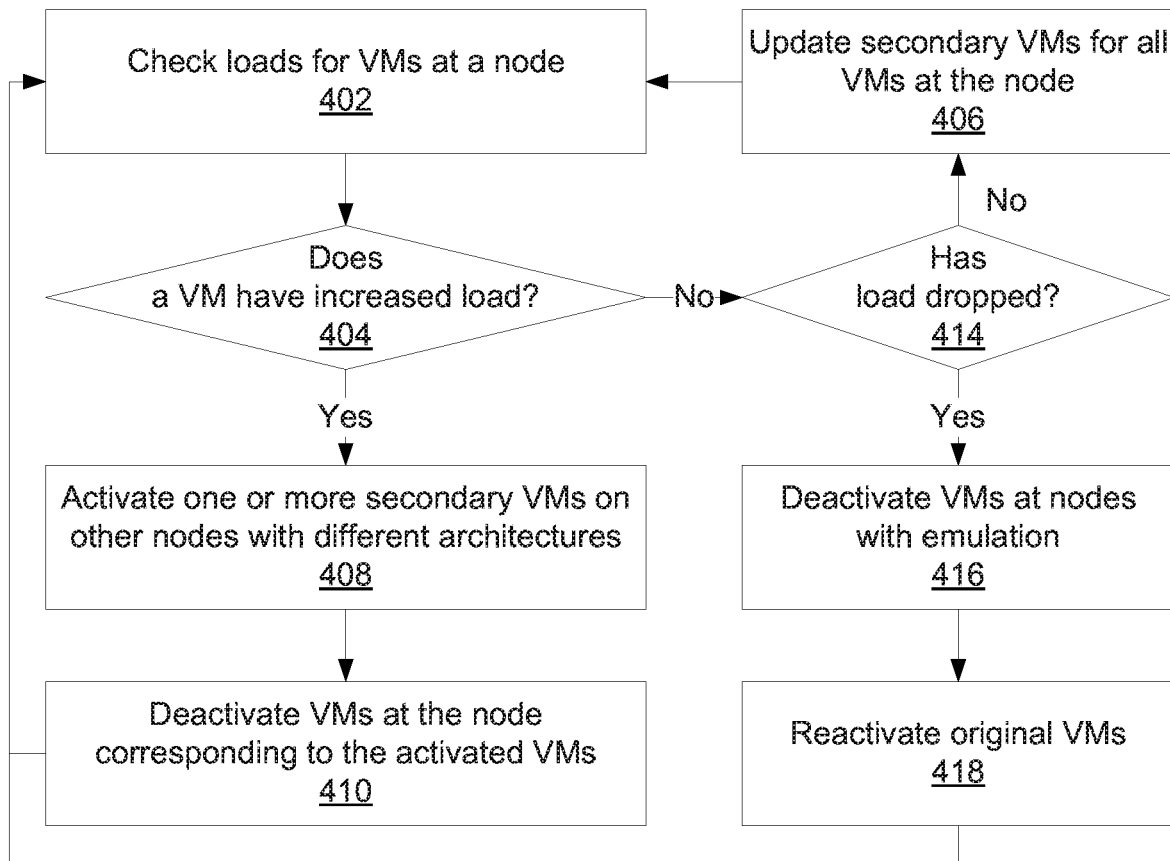 Check loads for VMs at a node
402
Update secondary VMs for all
VMs at the node
406
No
Does
a VM have increased load?
404
No
Has
load dropped?
414
Yes
Yes
Activate one or more secondary VMs on
other nodes with different architectures
408
Deactivate VMs at nodes
with emulation
416
Deactivate VMs at the node
corresponding to the activated VMs
410
Reactivate original VMs
418